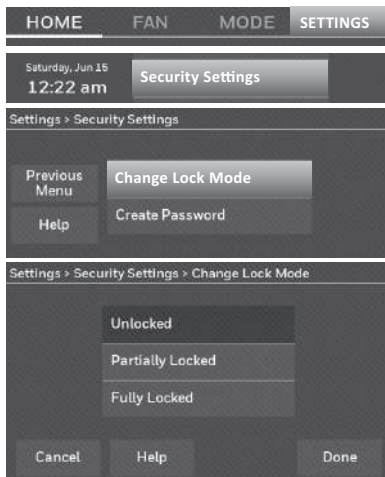 HOME FAN MODE SETTINGS
Saturday, Jun 15
12:22 am
Security Settings
Settings > Security Settings
Previous
Menu
Change Lock Mode
Create Password
Help
Settings > Security Settings > Change Lock Mode
Unlocked
Partially Locked
Fully Locked
Cancel Help Done